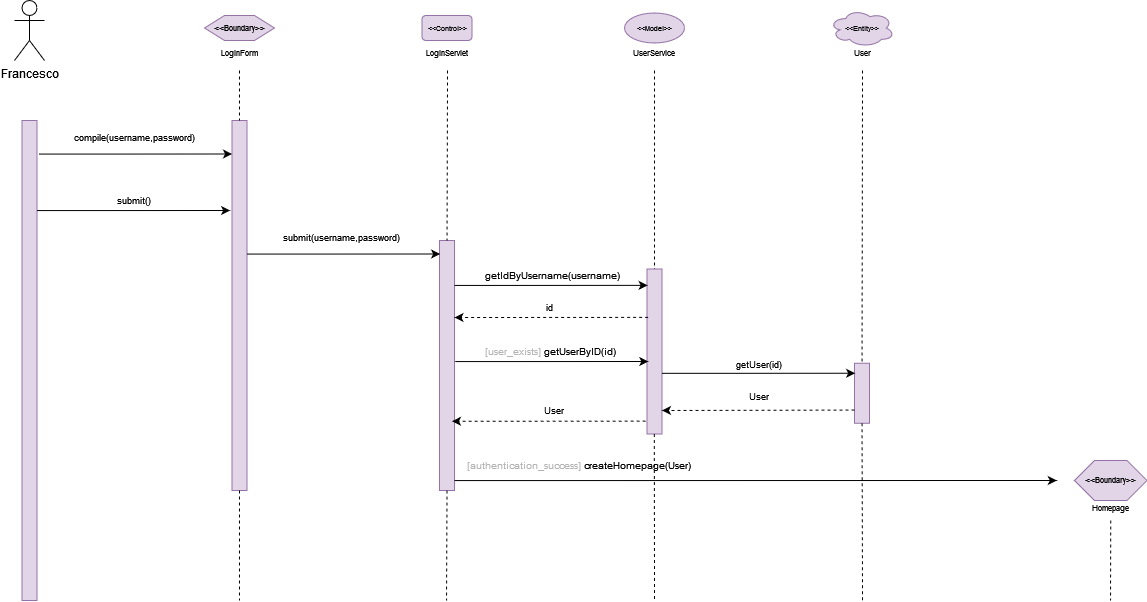 <<Boundary>>
<<Control>>
<<Model>>
<<Entity>>
LogInForm
LogInServlet
UserService
User
Francesco
compile(username,password)
submit()
submit(username,password)
getIdByUsername(username)
id
[user_exists] getUserByID(id)
getUser(id)
User
User
[authentication_success] createHomepage(User)
<<Boundary>>
Homepage